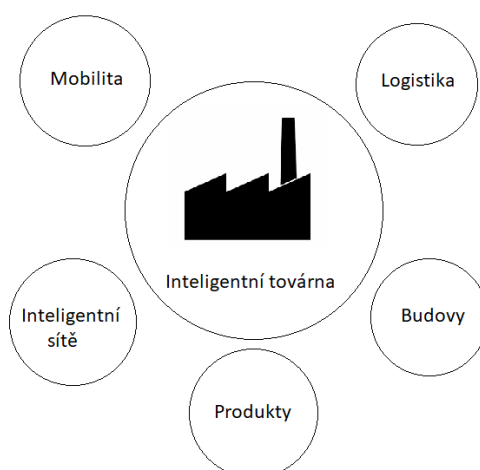 Mobilita
Logistika
Inteligentní továrna
Inteligentní
sítě
Budovy
Produkty